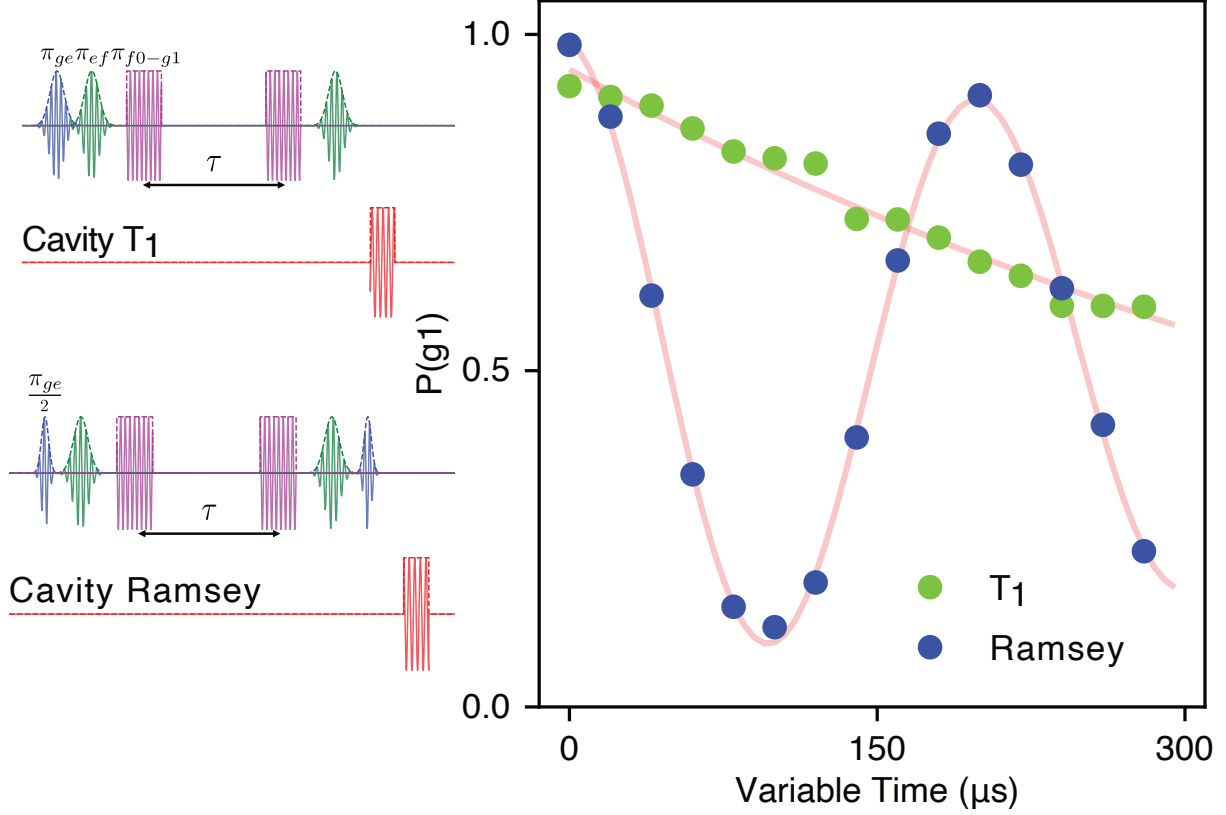 π_ge π_ef π_f0−g1
τ
Cavity T₁
π_ge
2
τ
Cavity Ramsey
P(g1)
1.0
0.5
0.0
T₁
Ramsey
0 150 300
Variable Time (μs)